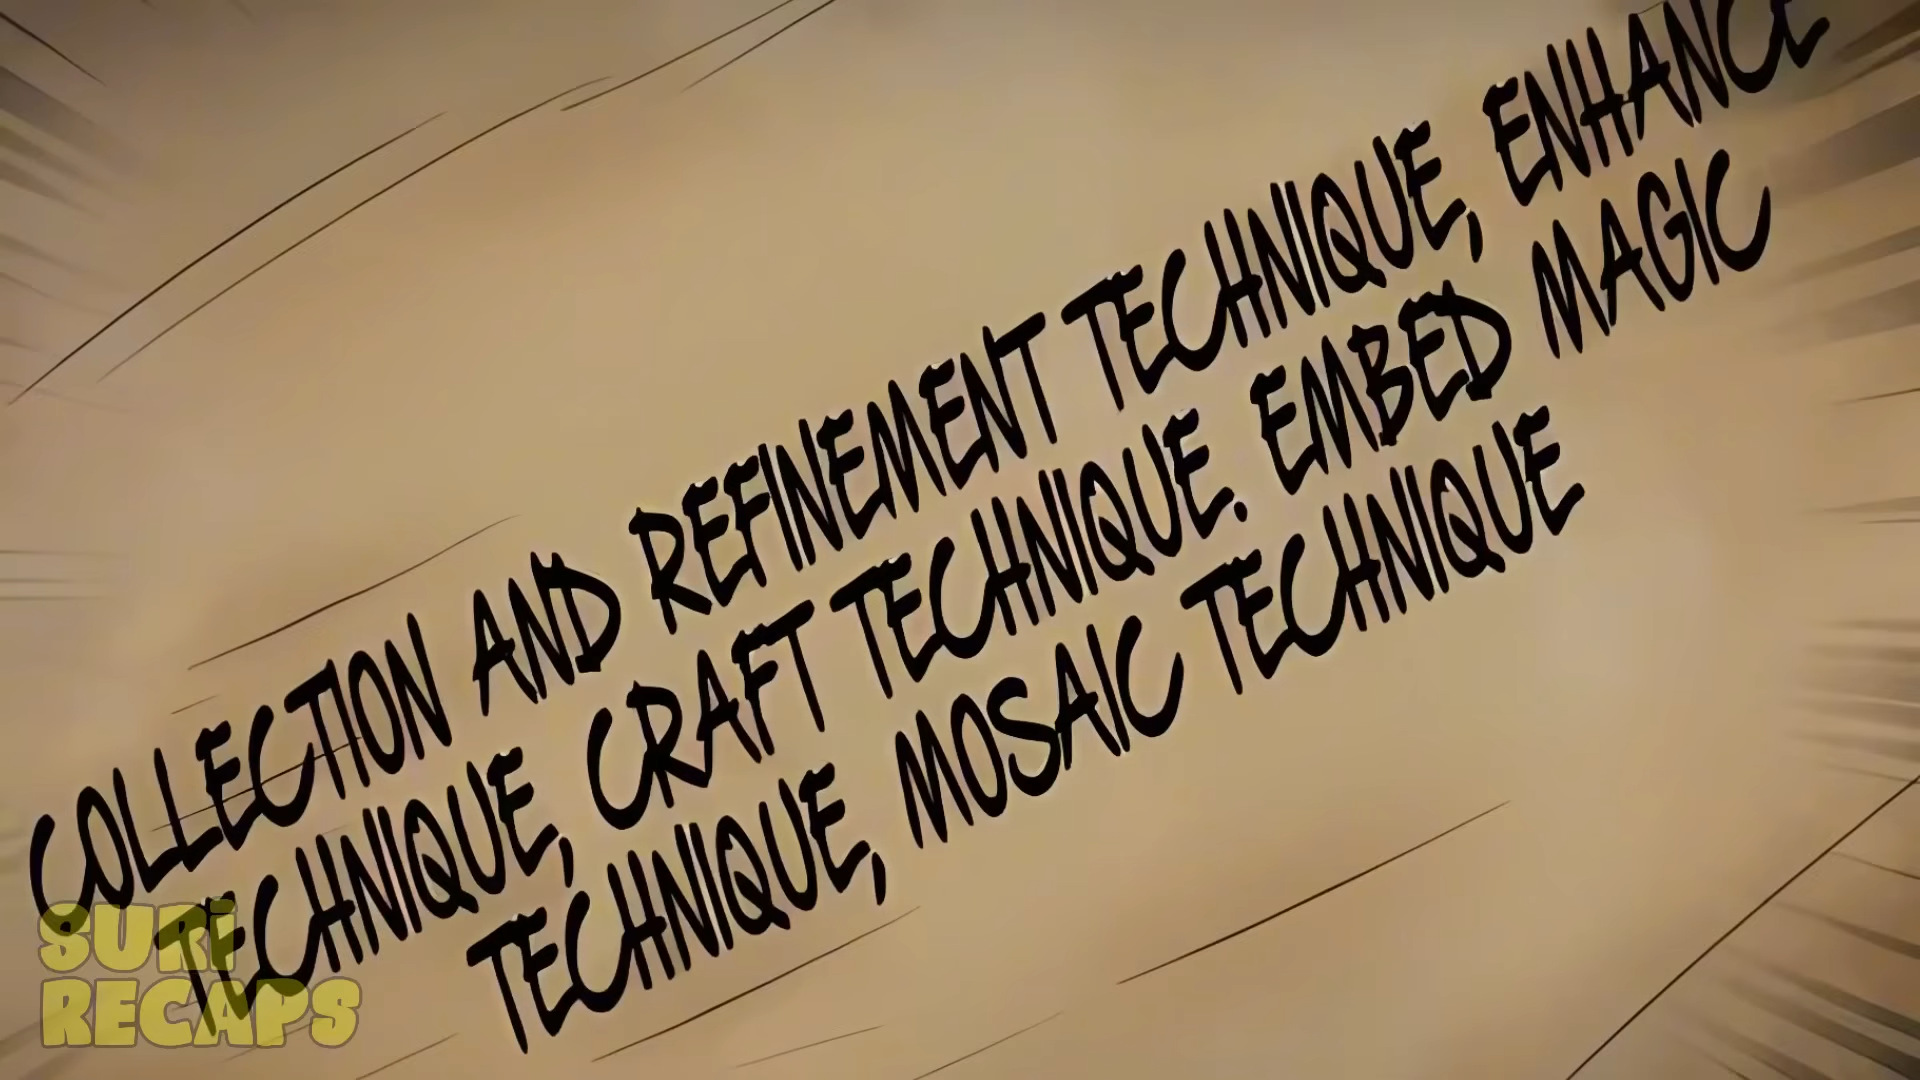 COLLECTION AND REFINEMENT TECHNIQUE, ENHANCE
TECHNIQUE, CRAFT TECHNIQUE. EMBED MAGIC
TECHNIQUE, MOSAIC TECHNIQUE
SURi
RECAPS